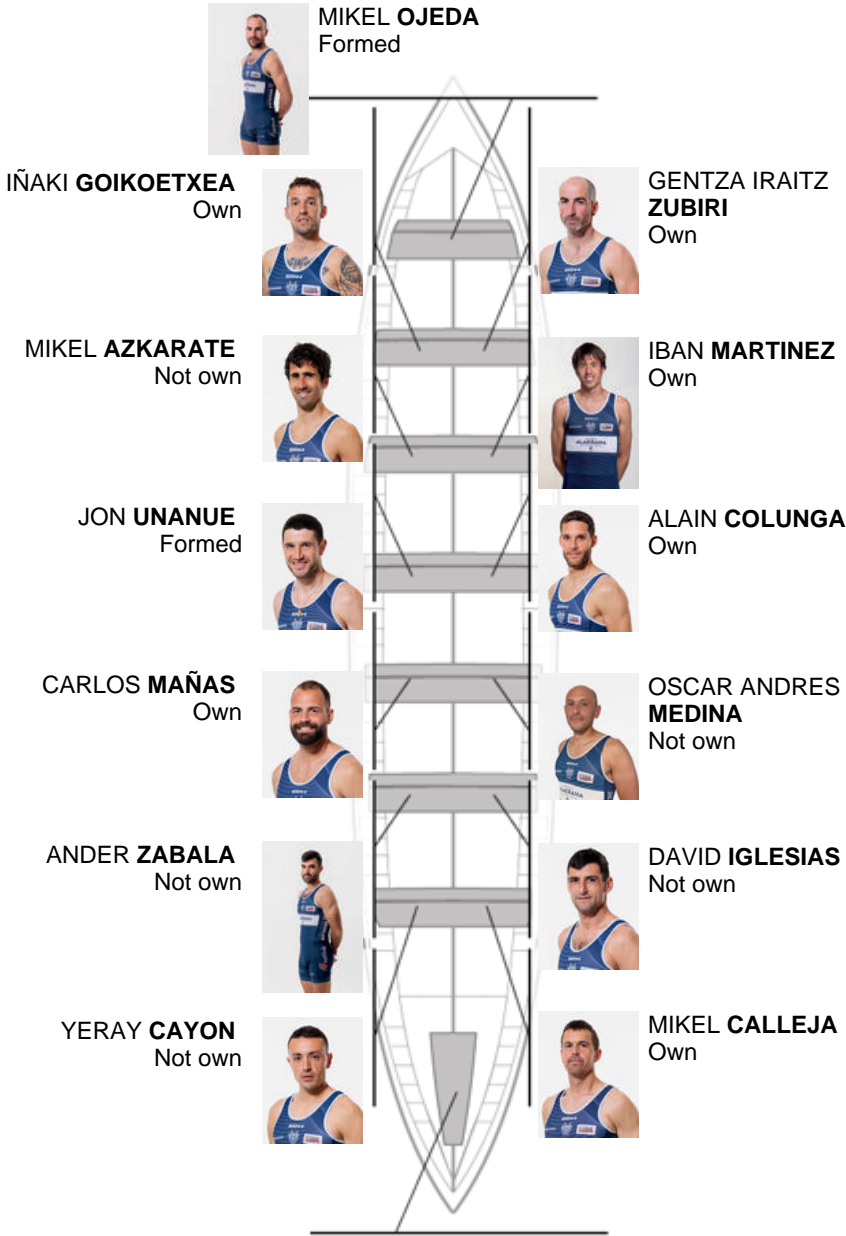 MIKEL OJEDA
Formed
IÑAKI GOIKOETXEA
Own
GENTZA IRAITZ
ZUBIRI
Own
MIKEL AZKARATE
Not own
IBAN MARTINEZ
Own
JON UNANUE
Formed
ALAIN COLUNGA
Own
CARLOS MAÑAS
Own
OSCAR ANDRES
MEDINA
Not own
ANDER ZABALA
Not own
DAVID IGLESIAS
Not own
YERAY CAYON
Not own
MIKEL CALLEJA
Own